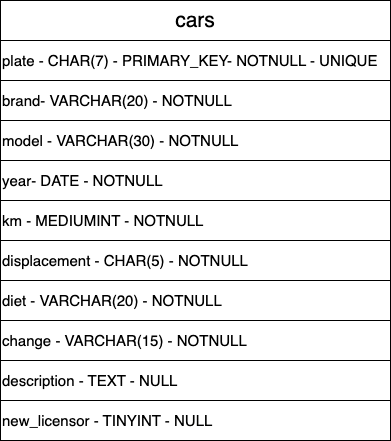 cars
plate - CHAR(7) - PRIMARY_KEY- NOTNULL - UNIQUE
brand- VARCHAR(20) - NOTNULL
model - VARCHAR(30) - NOTNULL
year- DATE - NOTNULL
km - MEDIUMINT - NOTNULL
displacement - CHAR(5) - NOTNULL
diet - VARCHAR(20) - NOTNULL
change - VARCHAR(15) - NOTNULL
description - TEXT - NULL
new_licensor - TINYINT - NULL